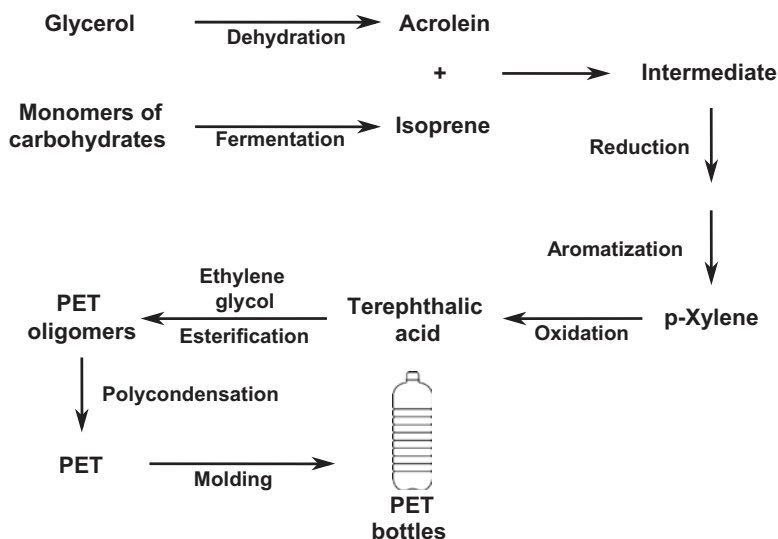 Glycerol
Dehydration
Acrolein
+
Intermediate
Monomers of
carbohydrates
Fermentation
Isoprene
Reduction
Aromatization
p-Xylene
Oxidation
Terephthalic
acid
Ethylene
glycol
Esterification
PET
oligomers
Polycondensation
PET
Molding
PET
bottles